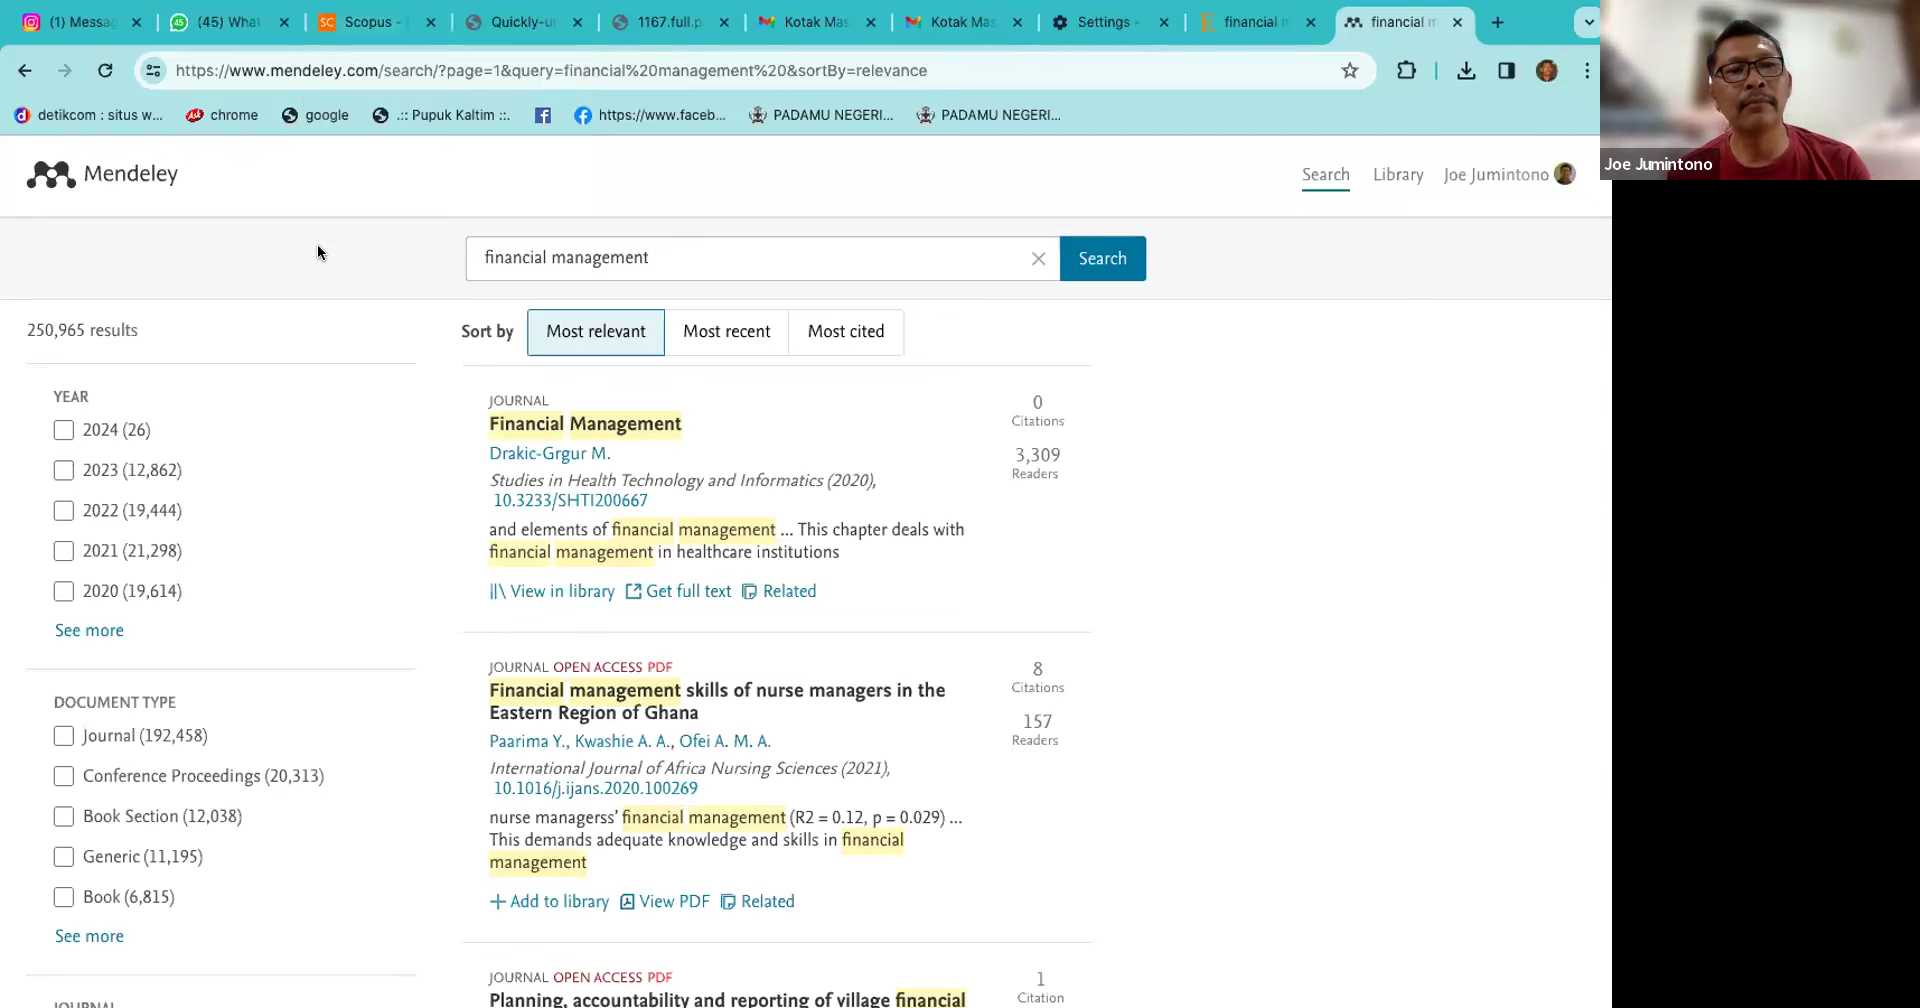 (1) Messag
(45) What
Scopus -
Quickly-u
1167.full.p
Kotak Mas
Kotak Mas
Settings -
financial m
financial m
https://www.mendeley.com/search/?page=1&query=financial%20management%20&sortBy=relevance
detikcom : situs w...
chrome
google
.:: Pupuk Kaltim ::.
https://www.faceb...
PADAMU NEGERI...
PADAMU NEGERI...
Joe Jumintono
Mendeley
Search
Library
Joe Jumintono
financial management
Search
250,965 results
Sort by
Most relevant
Most recent
Most cited
YEAR
2024 (26)
2023 (12,862)
2022 (19,444)
2021 (21,298)
2020 (19,614)
See more
DOCUMENT TYPE
Journal (192,458)
Conference Proceedings (20,313)
Book Section (12,038)
Generic (11,195)
Book (6,815)
See more
JOURNAL
JOURNAL
Financial Management
Drakic-Grgur M.
Studies in Health Technology and Informatics (2020),
10.3233/SHTI200667
and elements of financial management ... This chapter deals with
financial management in healthcare institutions
View in library
Get full text
Related
0
Citations
3,309
Readers
JOURNAL OPEN ACCESS PDF
Financial management skills of nurse managers in the
Eastern Region of Ghana
Paarima Y., Kwashie A. A., Ofei A. M. A.
International Journal of Africa Nursing Sciences (2021),
10.1016/j.ijans.2020.100269
nurse managerss' financial management (R2 = 0.12, p = 0.029) ...
This demands adequate knowledge and skills in financial
management
Add to library
View PDF
Related
8
Citations
157
Readers
JOURNAL OPEN ACCESS PDF
Planning, accountability and reporting of village financial
1
Citation